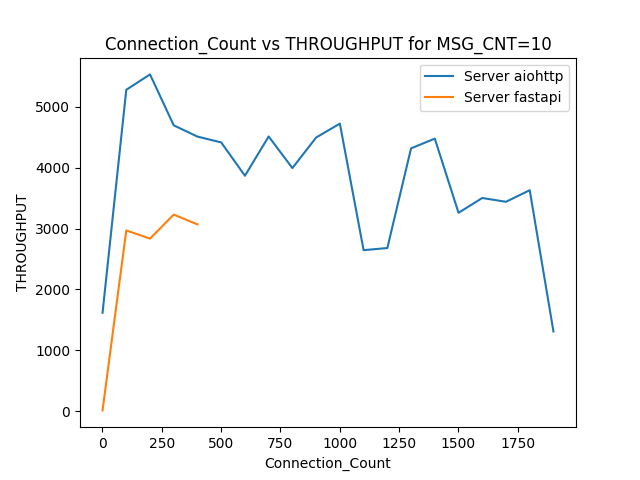 Connection_Count vs THROUGHPUT for MSG_CNT=10
Server aiohttp
Server fastapi
THROUGHPUT
5000
4000
3000
2000
1000
0
0 250 500 750 1000 1250 1500 1750
Connection_Count